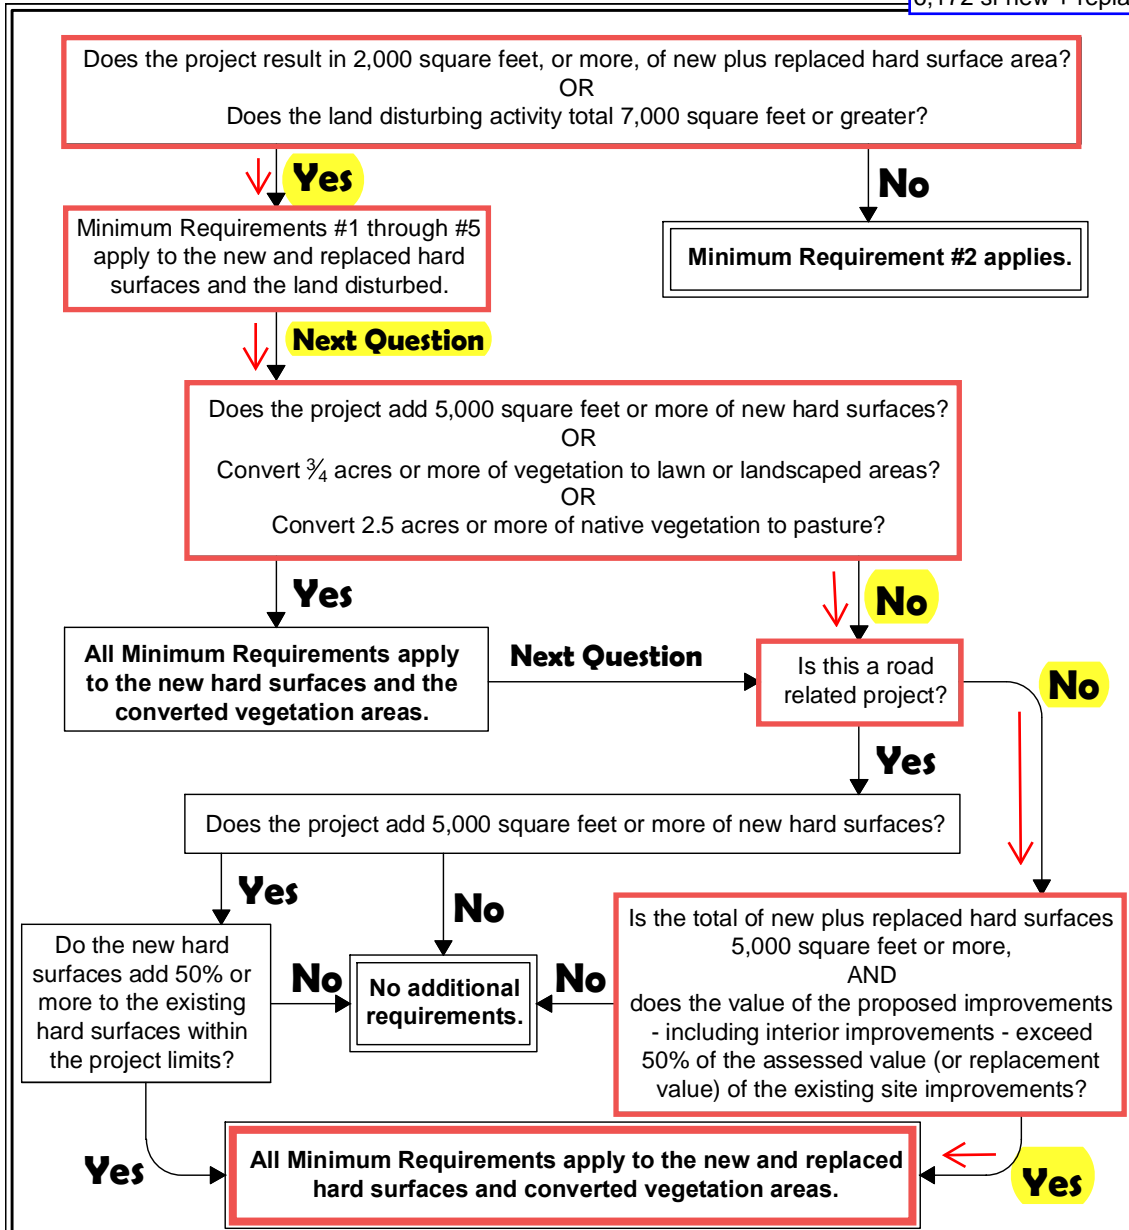 sf new + repla
Does the project result in 2,000 square feet, or more, of new plus replaced hard surface area?
OR
Does the land disturbing activity total 7,000 square feet or greater?
Yes
No
Minimum Requirements #1 through #5
apply to the new and replaced hard
surfaces and the land disturbed.
Minimum Requirement #2 applies.
Next Question
Does the project add 5,000 square feet or more of new hard surfaces?
OR
Convert ¾ acres or more of vegetation to lawn or landscaped areas?
OR
Convert 2.5 acres or more of native vegetation to pasture?
Yes
No
All Minimum Requirements apply
to the new hard surfaces and the
converted vegetation areas.
Next Question
Is this a road
related project?
No
Yes
Does the project add 5,000 square feet or more of new hard surfaces?
Yes
No
Do the new hard
surfaces add 50% or
more to the existing
hard surfaces within
the project limits?
No
No additional
requirements.
No
Is the total of new plus replaced hard surfaces
5,000 square feet or more,
AND
does the value of the proposed improvements
- including interior improvements - exceed
50% of the assessed value (or replacement
value) of the existing site improvements?
Yes
All Minimum Requirements apply to the new and replaced
hard surfaces and converted vegetation areas.
Yes